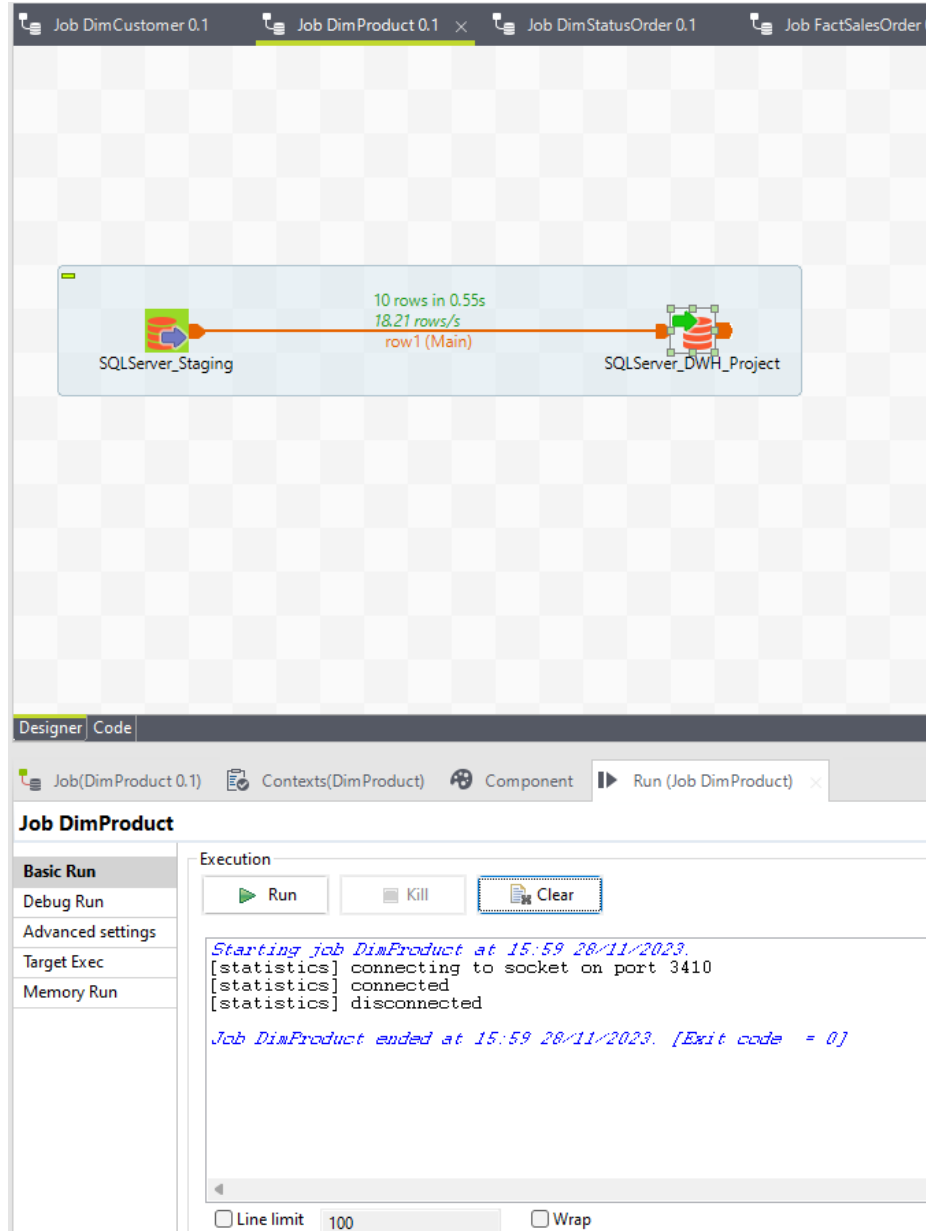 Job DimCustomer 0.1 Job DimProduct 0.1 Job DimStatusOrder 0.1 Job FactSalesOrder
10 rows in 0.55s
18.21 rows/s
row1 (Main)
SQLServer_Staging SQLServer_DWH_Project
Designer Code
Job(DimProduct 0.1) Contexts(DimProduct) Component Run (Job DimProduct)
Job DimProduct
Basic Run
Debug Run
Advanced settings
Target Exec
Memory Run
Execution
Run Kill Clear
Starting job DimProduct at 15:59 28/11/2023.
[statistics] connecting to socket on port 3410
[statistics] connected
[statistics] disconnected
Job DimProduct ended at 15:59 28/11/2023. [Exit code = 0]
Line limit 100 Wrap